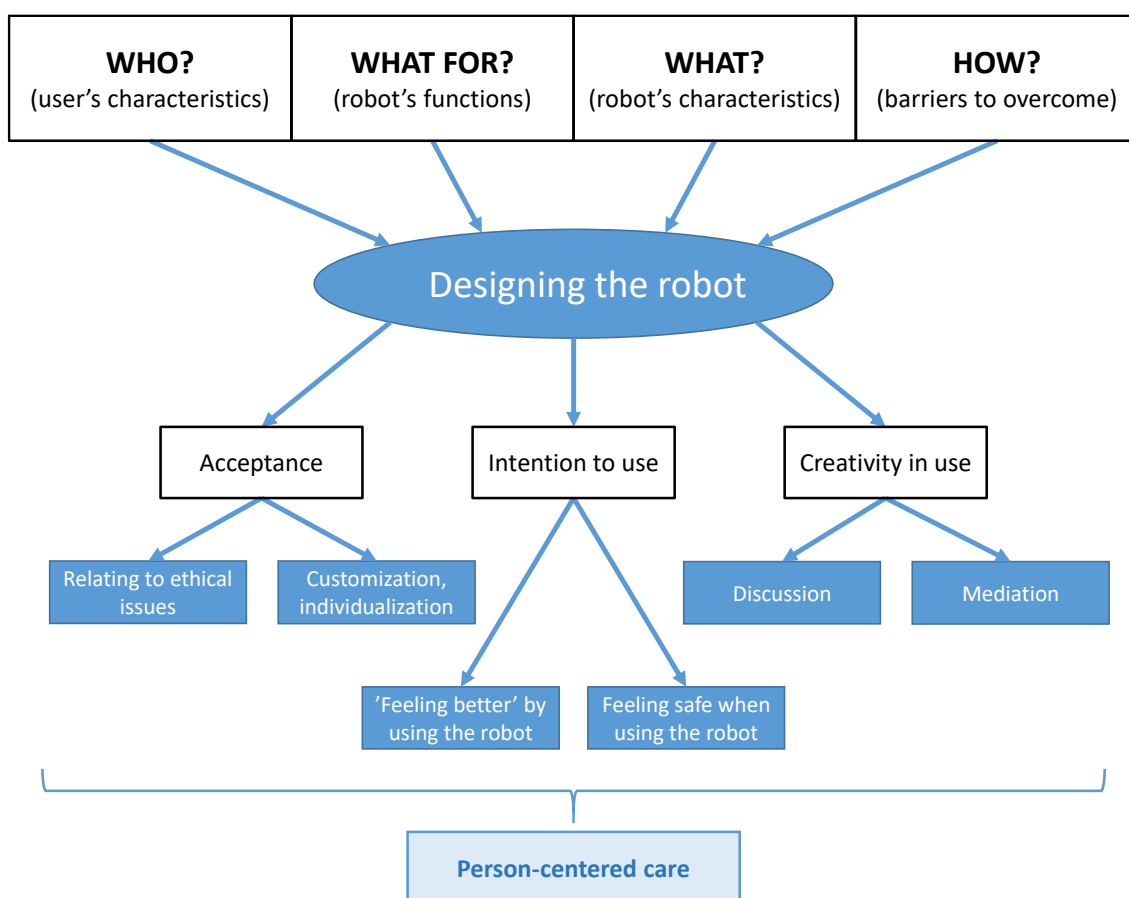 WHO?
(user's characteristics)
WHAT FOR?
(robot's functions)
WHAT?
(robot's characteristics)
HOW?
(barriers to overcome)
Designing the robot
Acceptance
Intention to use
Creativity in use
Relating to ethical
issues
Customization,
individualization
Discussion
Mediation
’Feeling better’ by
using the robot
Feeling safe when
using the robot
Person-centered care